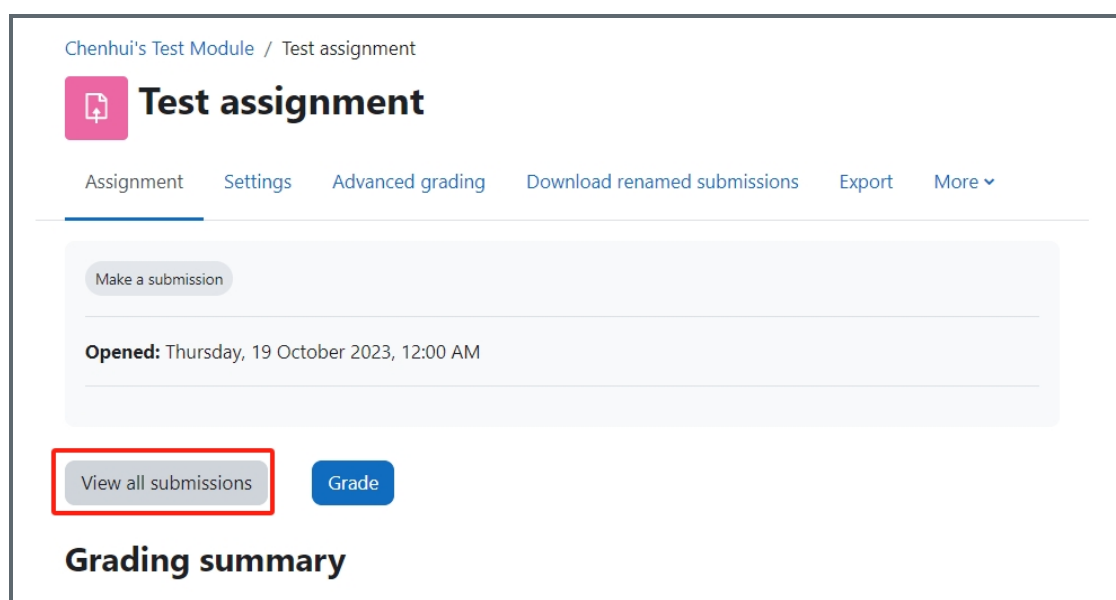 Chenhui's Test Module / Test assignment
Test assignment
Assignment Settings Advanced grading Download renamed submissions Export More
Make a submission
Opened: Thursday, 19 October 2023, 12:00 AM
View all submissions Grade
Grading summary